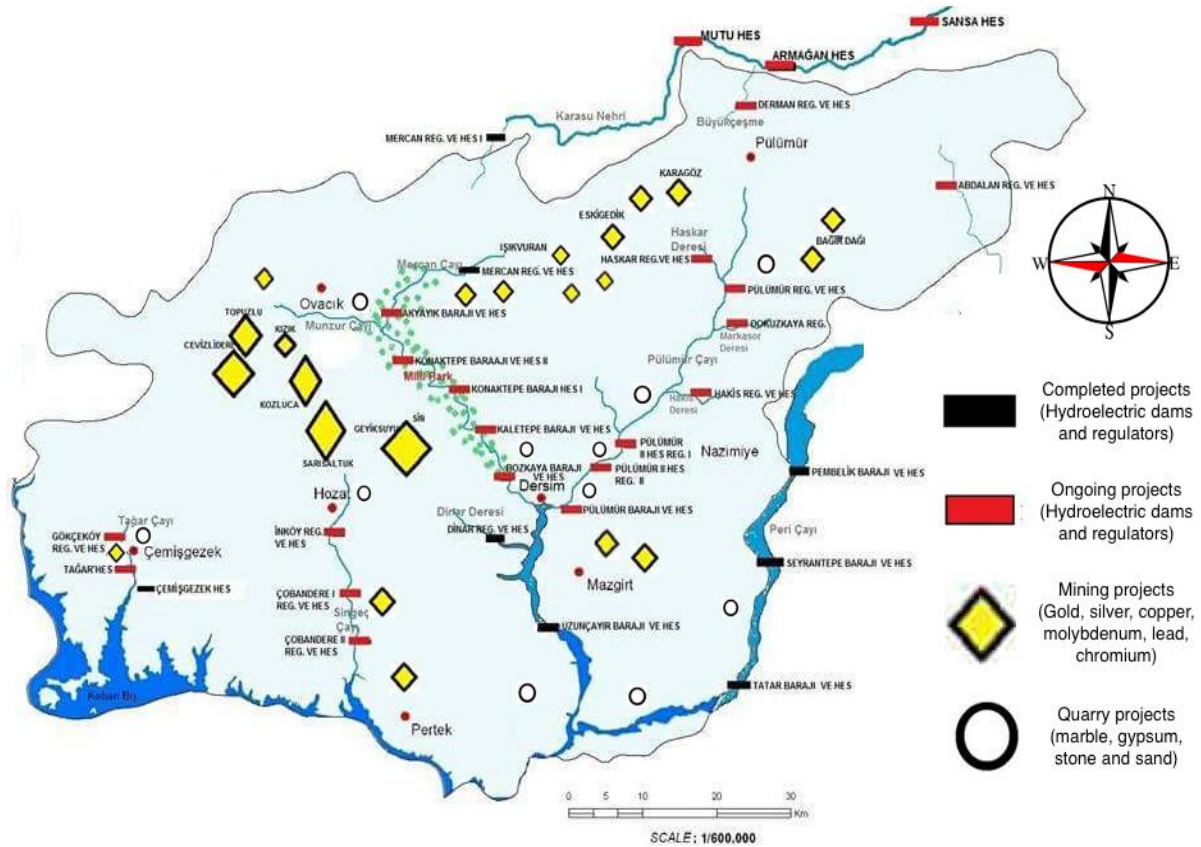 SANSA HES
MUTU HES
ARMAĞAN HES
DERMAN REG. VE HES
Büyükçeşme
Karasu Nehri
MERCAN REG. VE HES I
Pülümür
KARAGÖZ
ABDALAN REG. VE HES
ESKİGEDİK
Haskar
Deresi
IŞIKVURAN
BAĞIR DAĞI
HASKAR REG.VE HES
Mercan Çayı
MERCAN REG. VE HES
PÜLÜMÜR REG. VE HES
Ovacık
AKYAYIK BARAJI VE HES
TOPUZLU
Munzur Çayı
DOKUZKAYA REG.
Markasor
Deresi
KIZIK
CEVİZLİDERE
KONAKTEPE BARAAJI VE HES II
Pülümür Çayı
Milli Park
KONAKTEPE BARAJI HES I
HAKİS REG. VE HES
Hakis
Deresi
KOZLUCA
SİN
GEYİKSUYU
KALETEPE BARAJI VE HES
PÜLÜMÜR
II HES REG. I
Nazimiye
SARISALTUK
BOZKAYA BARAJI
VE HES
PÜLÜMÜR II HES
REG. II
PEMBELİK BARAJI VE HES
Dersim
Hozat
PÜLÜMÜR BARAJI VE HES
Dinar Deresi
DİNAR REG. VE HES
Tağar Çayı
GÖKÇEKÖY
REG. VE HES
Çemişgezek
İNKÖY REG.
VE HES
Peri Çayı
TAĞAR'HES
SEYRANTEPE BARAJI VE HES
Mazgirt
ÇEMİŞGEZEK HES
ÇOBANDERE I
REG. VE HES
Singeç
Çayı
UZUNÇAYIR BARAJI VE HES
ÇOBANDERE II
REG. VE HES
TATAR BARAJI VE HES
Pertek
N
W
E
S
Completed projects
(Hydroelectric dams
and regulators)
Ongoing projects
(Hydroelectric dams
and regulators)
Mining projects
(Gold, silver, copper,
molybdenum, lead,
chromium)
Quarry projects
(marble, gypsum,
stone and sand)
0 5 10 20 30
Km
SCALE: 1/600.000